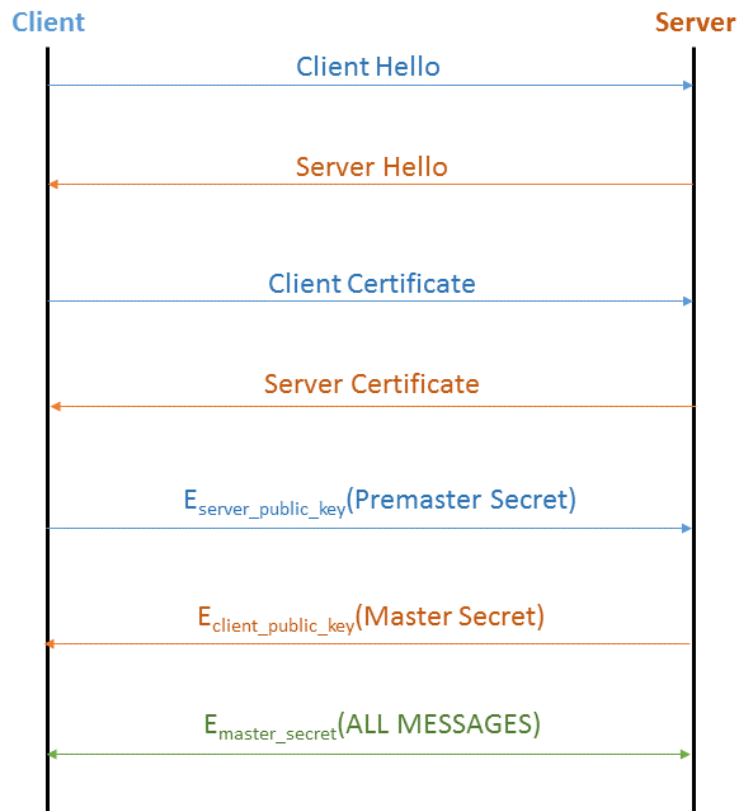 Client
Server
Client Hello
Server Hello
Client Certificate
Server Certificate
Eserver_public_key(Premaster Secret)
Eclient_public_key(Master Secret)
Emaster_secret(ALL MESSAGES)